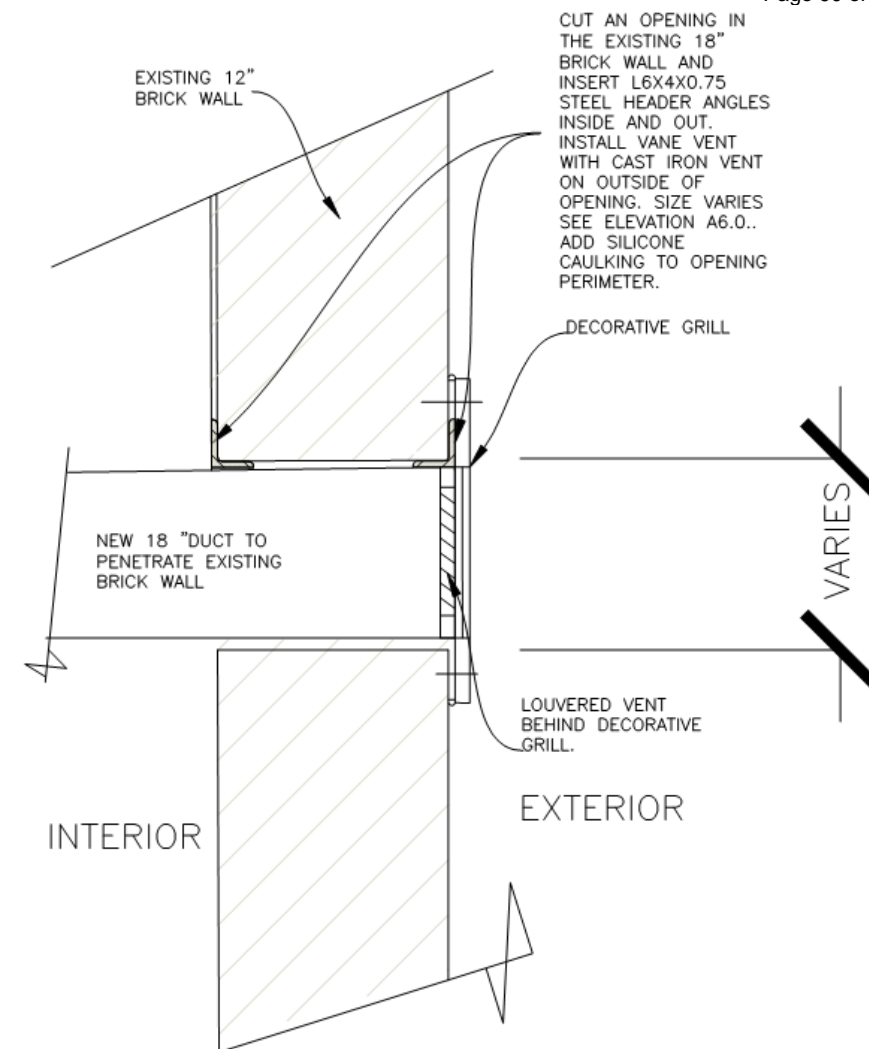 CUT AN OPENING IN
THE EXISTING 18"
BRICK WALL AND
INSERT L6X4X0.75
STEEL HEADER ANGLES
INSIDE AND OUT.
INSTALL VANE VENT
WITH CAST IRON VENT
ON OUTSIDE OF
OPENING. SIZE VARIES
SEE ELEVATION A6.0..
ADD SILICONE
CAULKING TO OPENING
PERIMETER.
EXISTING 12"
BRICK WALL
DECORATIVE GRILL
VARIES
NEW 18 "DUCT TO
PENETRATE EXISTING
BRICK WALL
LOUVERED VENT
BEHIND DECORATIVE
GRILL.
INTERIOR
EXTERIOR